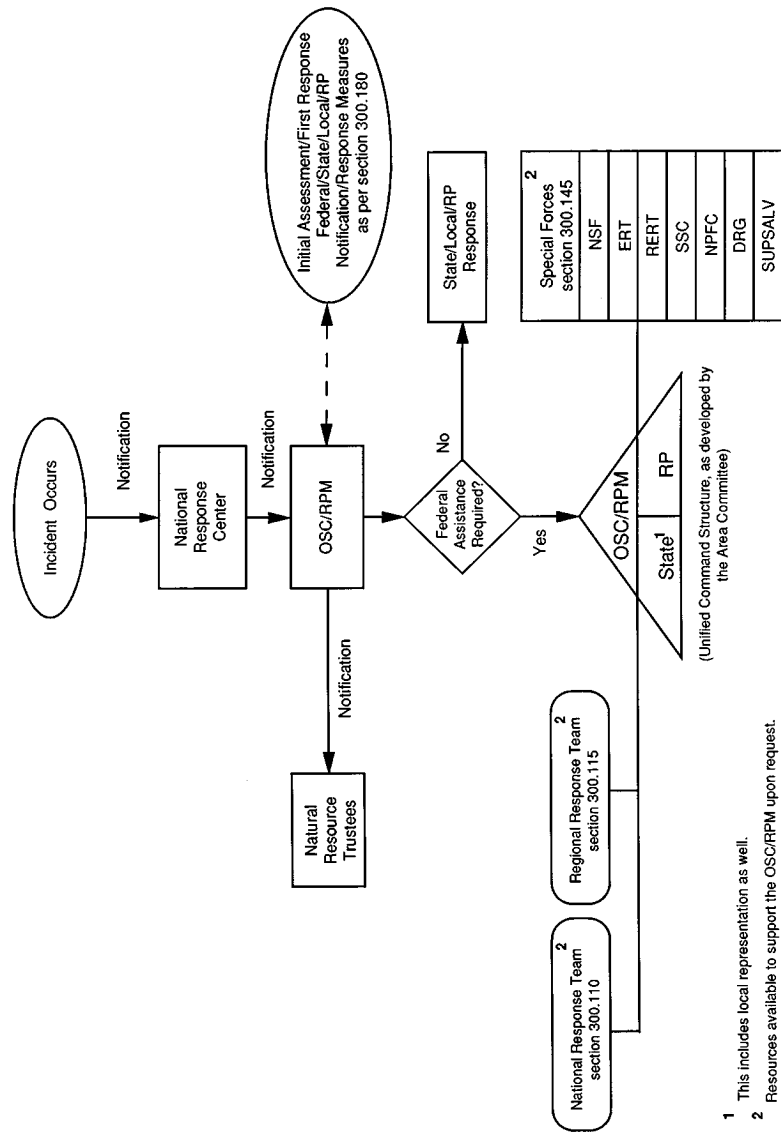 Incident Occurs
Notification
National
Response
Center
Notification
OSC/RPM
Initial Assessment/First Response
Federal/State/Local/RP
Notification/Response Measures
as per section 300.180
Notification
Natural
Resource
Trustees
Federal
Assistance
Required?
No
State/Local/RP
Response
Yes
OSC/RPM
State1
RP
(Unified Command Structure, as developed by
the Area Committee)
National Response Team 2
section 300.110
Regional Response Team 2
section 300.115
2
Special Forces
section 300.145
NSF
ERT
RERT
SSC
NPFC
DRG
SUPSALV
1 This includes local representation as well.
2 Resources available to support the OSC/RPM upon request.